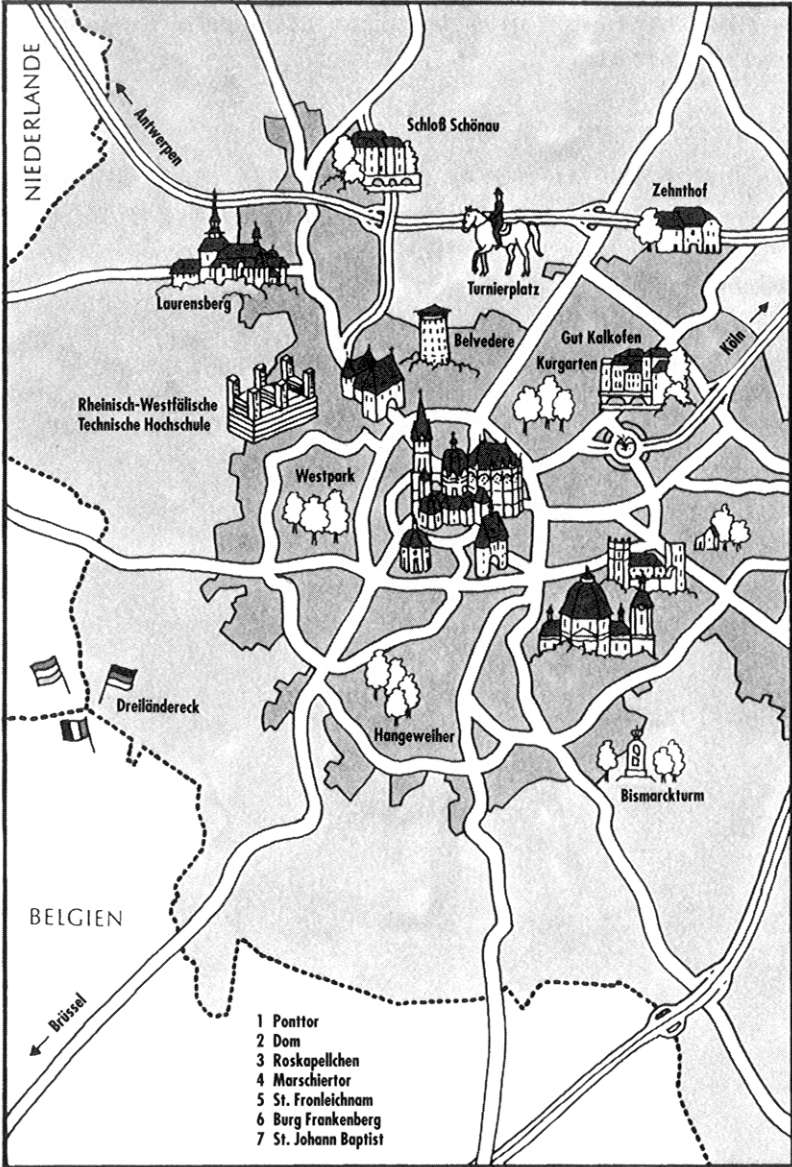 NIEDERLANDE
Antwerpen
Schloß Schönau
Zehnthof
Laurensberg
Turnierplatz
Belvedere
Gut Kalkofen
Kurgarten
Köln
Rheinisch-Westfälische
Technische Hochschule
Westpark
Dreiländereck
Hangeweiher
Bismarckturm
BELGIEN
Brüssel
1 Ponttor
2 Dom
3 Roskapellchen
4 Marschiertor
5 St. Fronleichnam
6 Burg Frankenberg
7 St. Johann Baptist